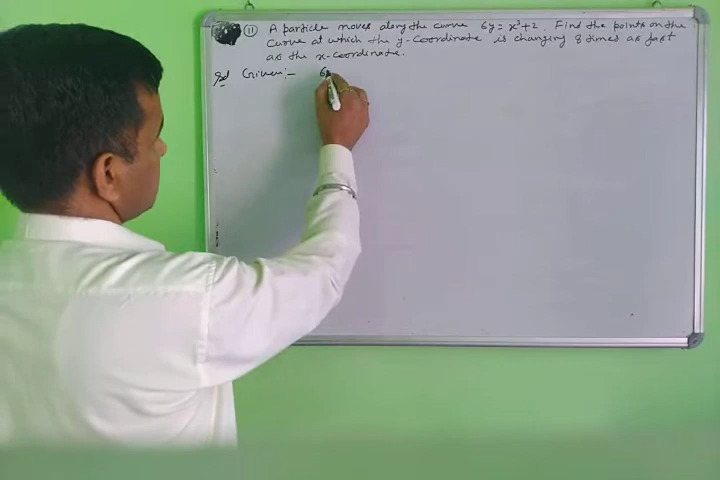 (11) A particle moves along the curve 6y = x³+2. Find the points on the
curve at which the y-coordinate is changing 8 times as fast
as the x-coordinate.
Sol Given:- 6y